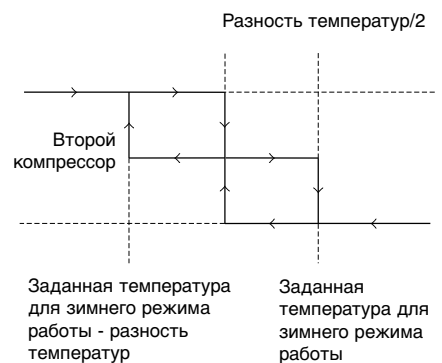 Разность температур/2
Второй
компрессор
Заданная температура
для зимнего режима
работы - разность
температур
Заданная
температура для
зимнего режима
работы